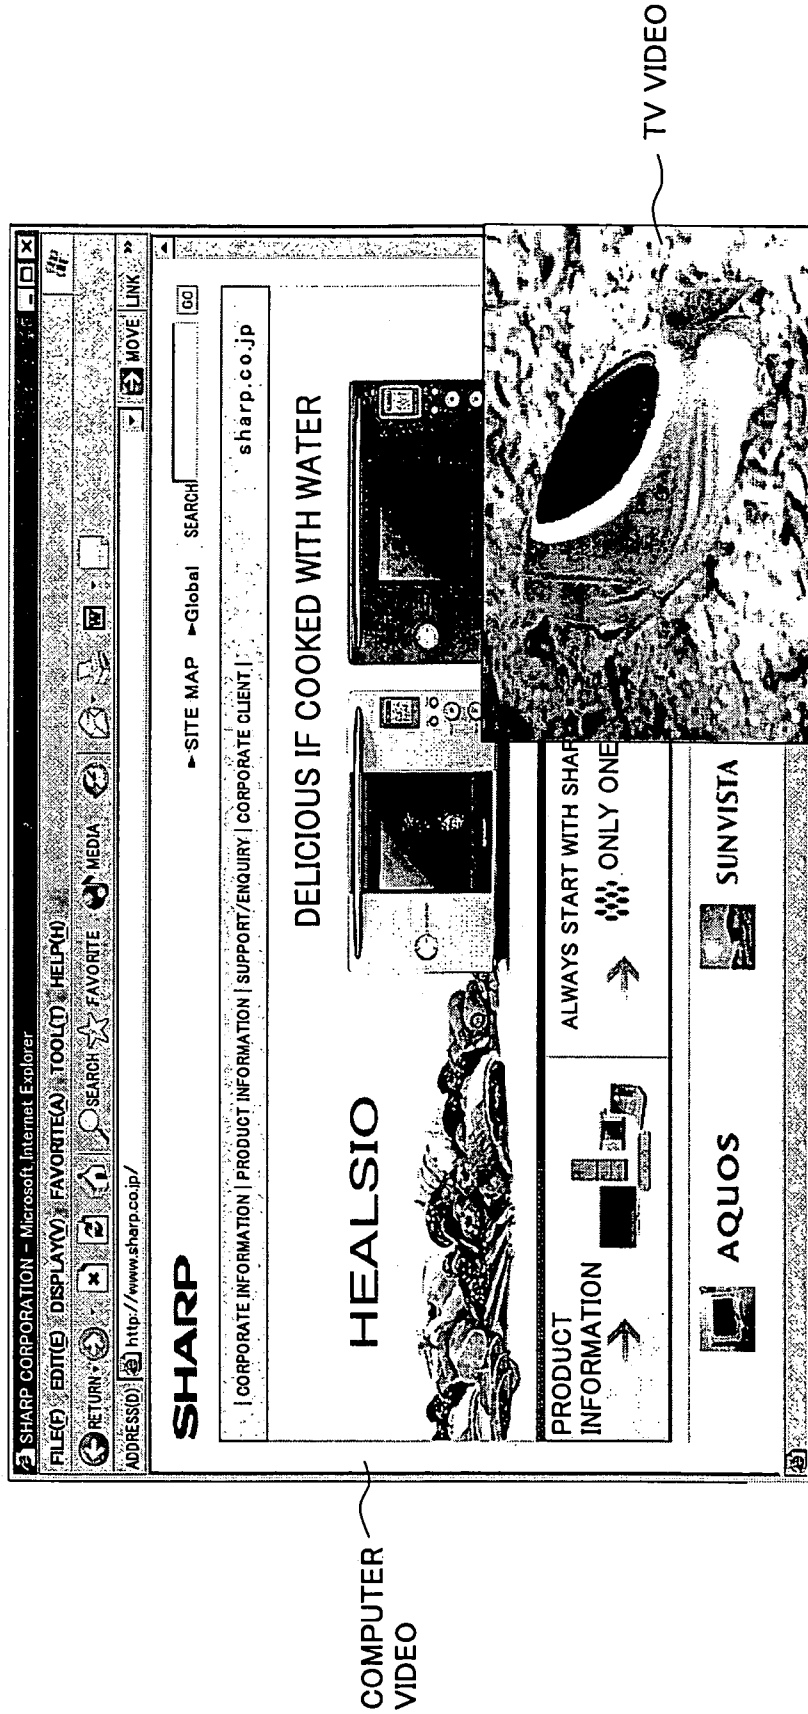 SHARP CORPORATION – Microsoft Internet Explorer
FILE(F) EDIT(E) DISPLAY(V) FAVORITE(A) TOOL(T) HELP(H)
RETURN SEARCH FAVORITE MEDIA W
ADDRESS(D) http://www.sharp.co.jp/ MOVE LINK »
SHARP
►SITE MAP ►Global SEARCH GO
| CORPORATE INFORMATION | PRODUCT INFORMATION | SUPPORT/ENQUIRY | CORPORATE CLIENT | sharp.co.jp
DELICIOUS IF COOKED WITH WATER
HEALSIO
PRODUCT
INFORMATION
ALWAYS START WITH SHAR
ONLY ONE
AQUOS
SUNVISTA
COMPUTER
VIDEO
TV VIDEO